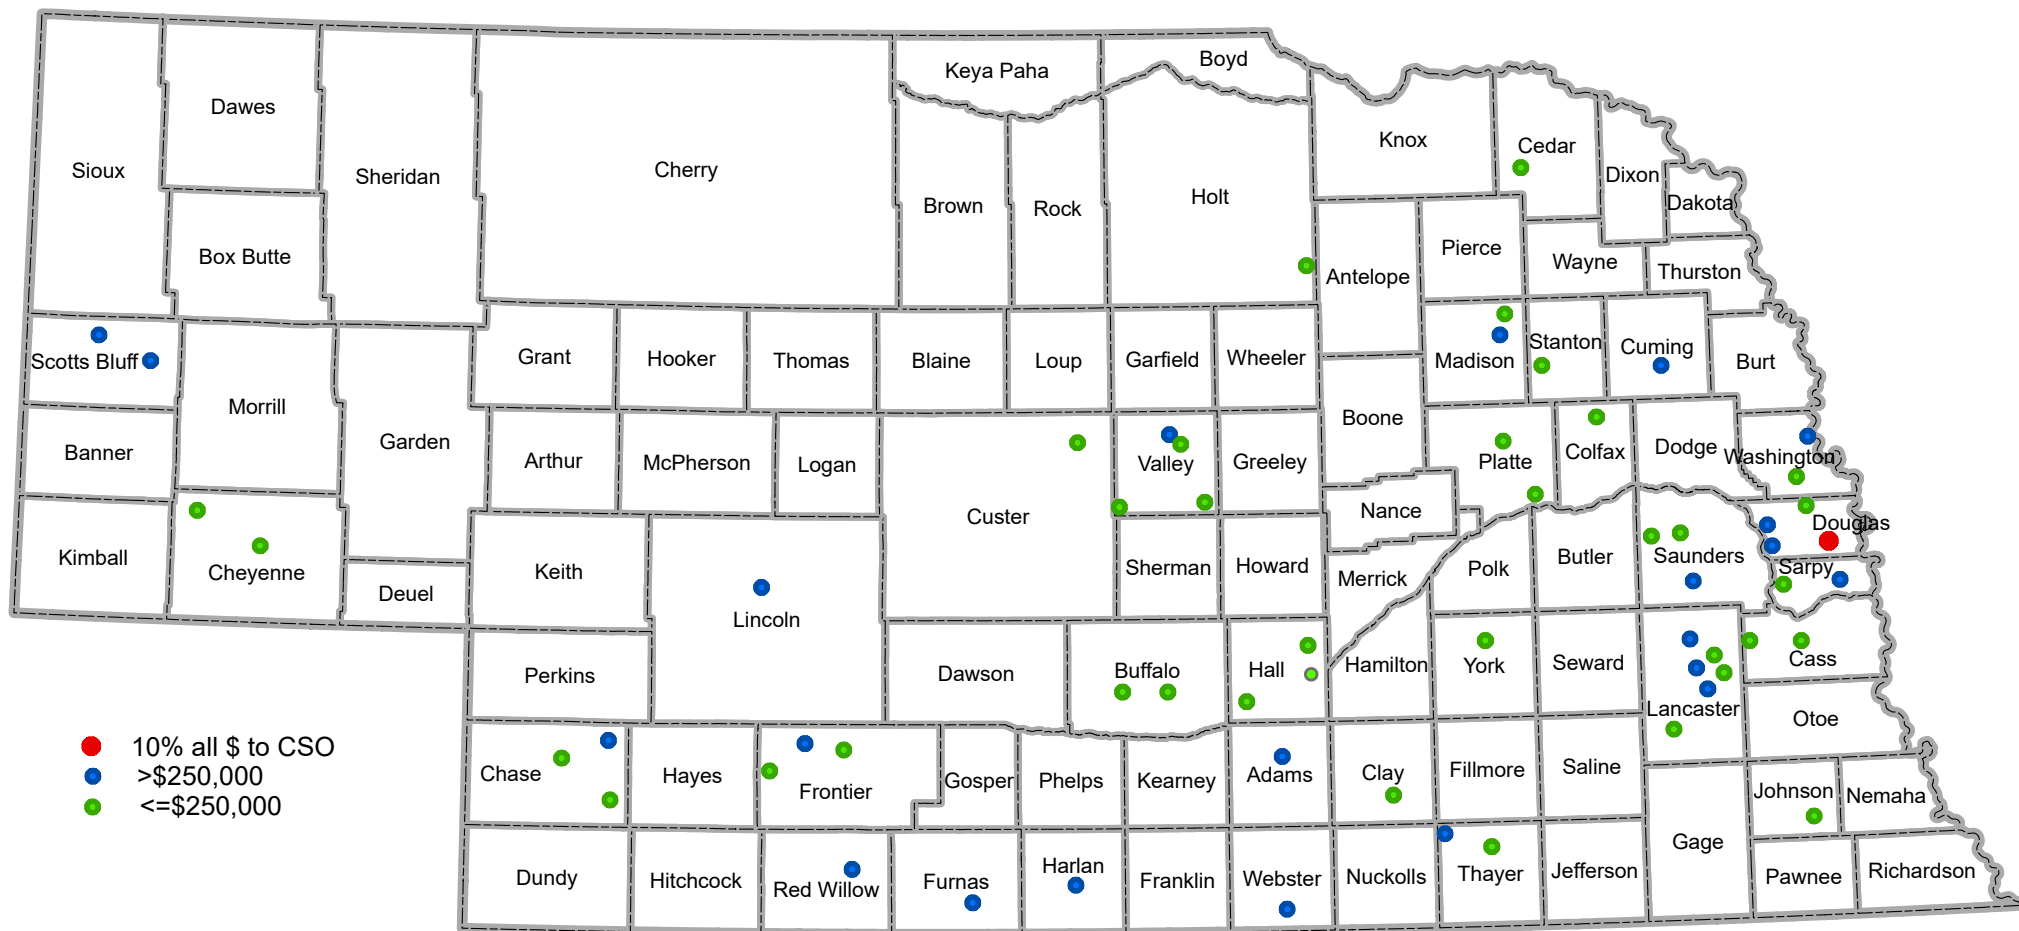 Boyd
Keya Paha
Dawes
Knox
Cedar
Sioux
Cherry
Sheridan
Dixon
Holt
Brown
Rock
Dakota
Pierce
Box Butte
Wayne
Antelope
Thurston
Scotts Bluff
Grant
Hooker
Thomas
Blaine
Loup
Garfield
Wheeler
Madison
Stanton
Cuming
Burt
Morrill
Boone
Garden
Banner
Arthur
McPherson
Logan
Valley
Greeley
Platte
Colfax
Dodge
Washington
Custer
Nance
Douglas
Kimball
Cheyenne
Deuel
Keith
Lincoln
Sherman
Howard
Merrick
Polk
Butler
Saunders
Sarpy
Perkins
Dawson
Buffalo
Hall
Hamilton
York
Seward
Cass
Lancaster
Otoe
10% all $ to CSO
>$250,000
<=$250,000
Chase
Hayes
Frontier
Gosper
Phelps
Kearney
Adams
Clay
Fillmore
Saline
Johnson
Nemaha
Dundy
Hitchcock
Red Willow
Furnas
Harlan
Franklin
Webster
Nuckolls
Thayer
Jefferson
Gage
Pawnee
Richardson